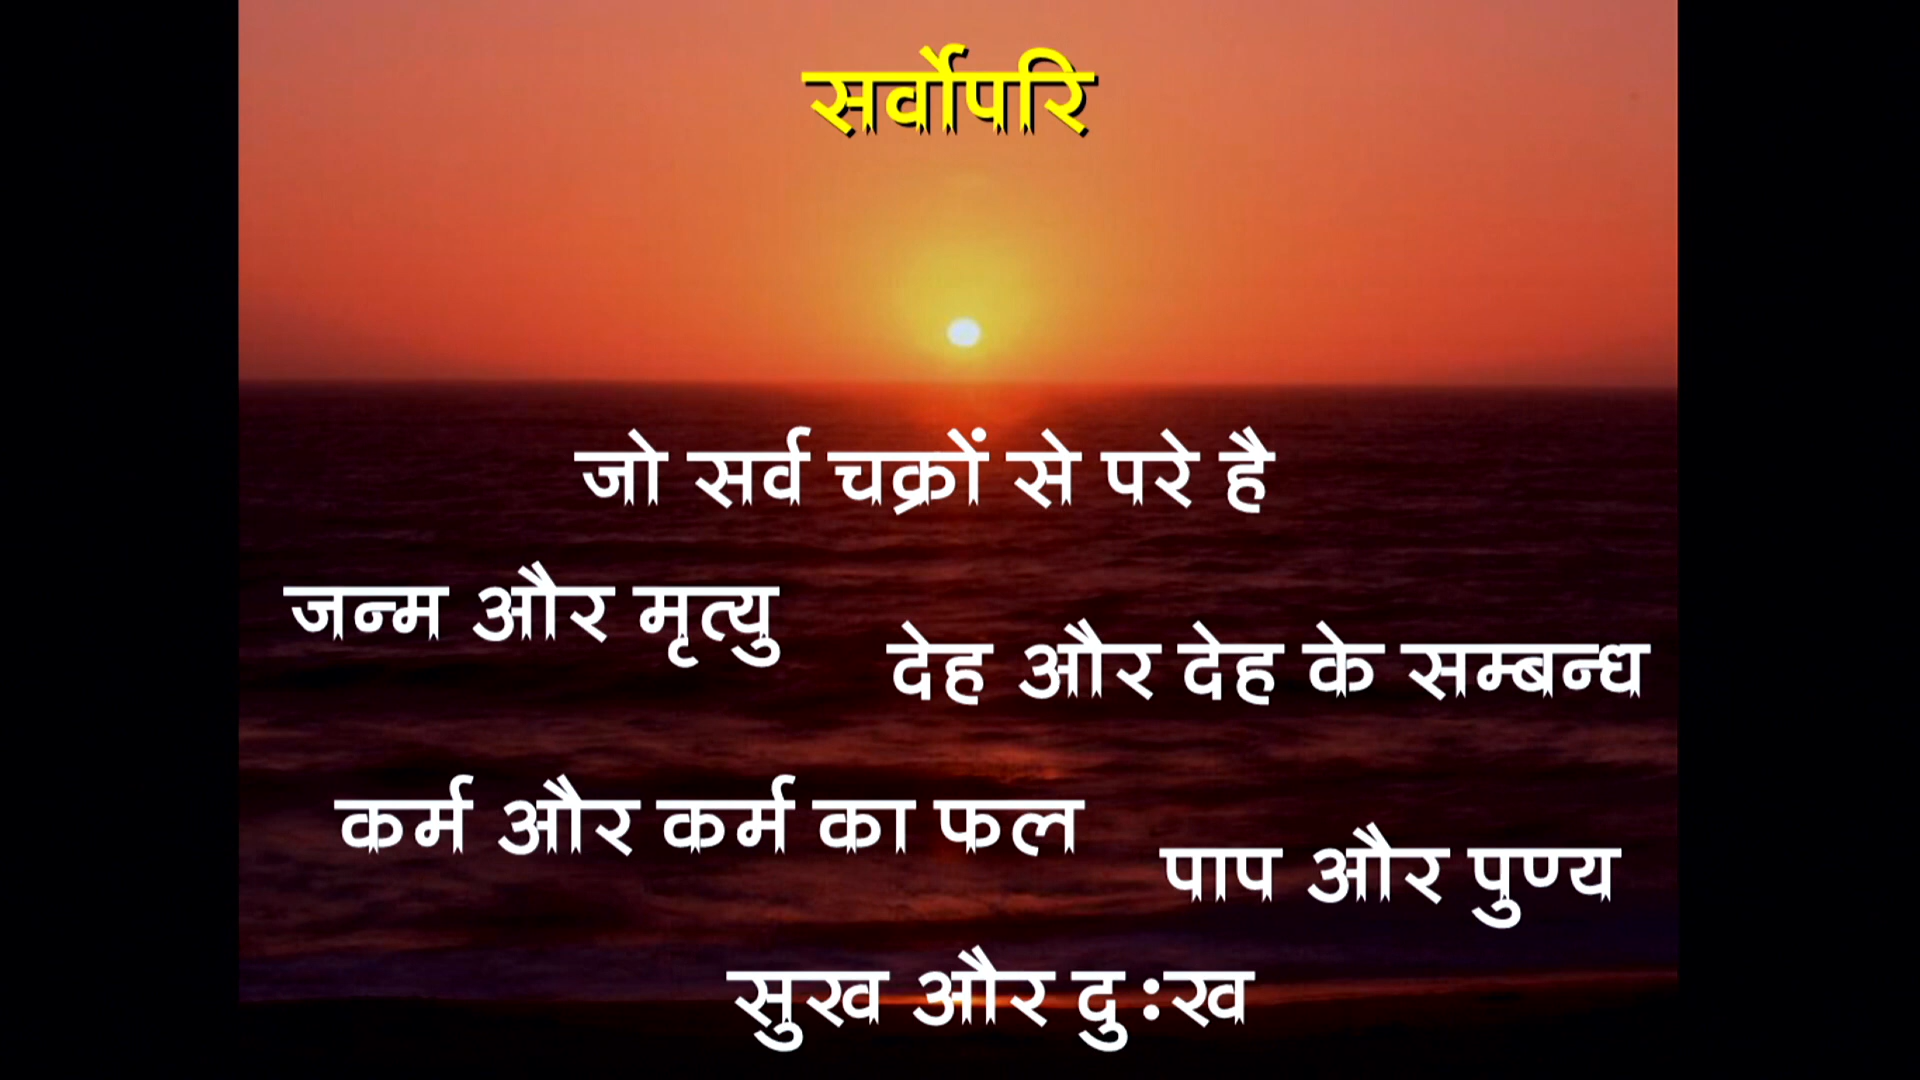 सर्वोपरि
जो सर्व चक्रों से परे है
जन्म और मृत्यु
देह और देह के सम्बन्ध
कर्म और कर्म का फल
पाप और पुण्य
सुख और दुःख